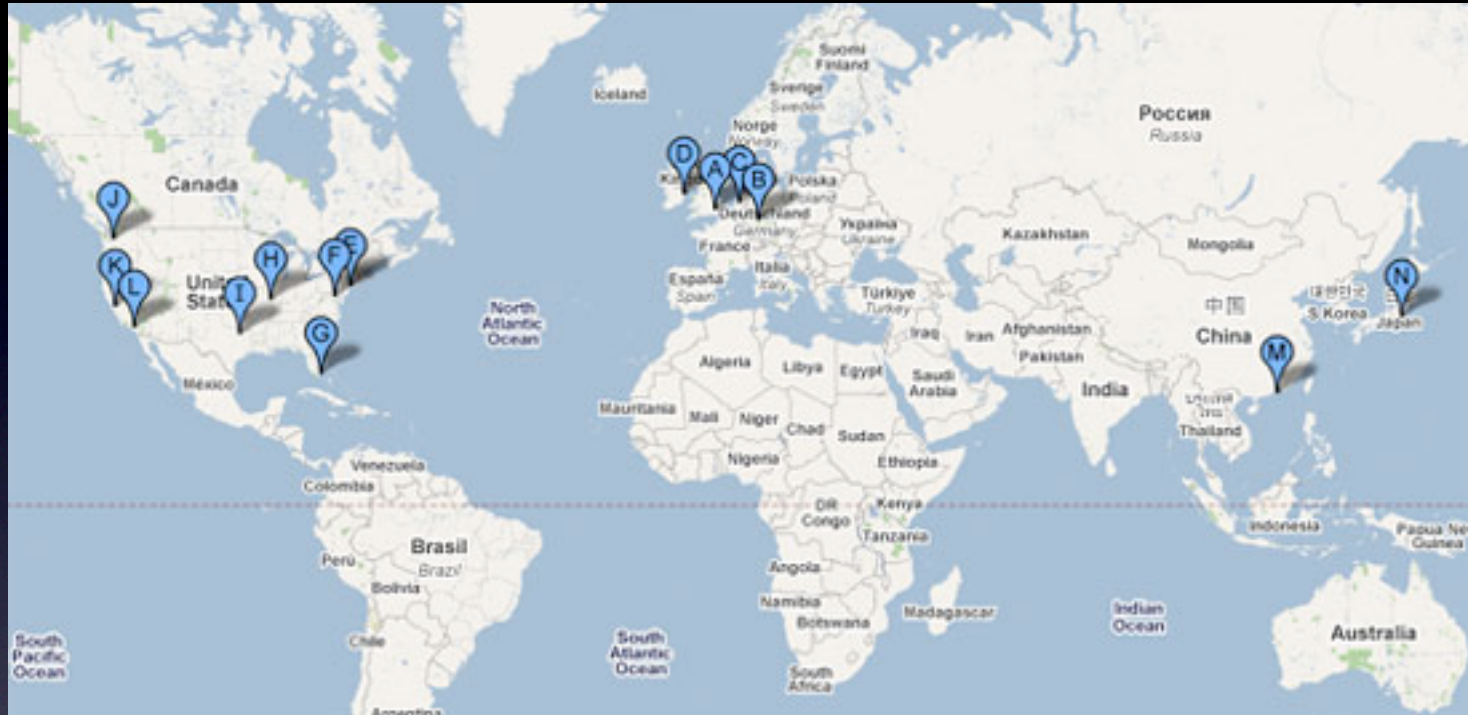 Suomi
Finland
Iceland
Sverige
Sweden
Norge
Norway
Россия
Russia
Canada
D
A
C
B
J
Polska
Poland
Deutschland
Germany
Україна
Ukraine
Kazakhstan
Mongolia
France
K
L
H
I
F
E
G
España
Spain
Italia
Italy
Türkiye
Turkey
North
Atlantic
Ocean
中国
China
대한민국
S Korea
N
Japan
M
Iraq
Iran
Afghanistan
Pakistan
Algeria
Libya
Egypt
Saudi
Arabia
India
México
Mauritania
Mali
Niger
Chad
Sudan
Thailand
Nigeria
Ethiopia
Venezuela
Colombia
DR
Congo
Kenya
Tanzania
Indonesia
Papua New
Guinea
Perú
Brasil
Brazil
Bolivia
Angola
Namibia
Botswana
Madagascar
Indian
Ocean
Chile
South
Pacific
Ocean
South
Atlantic
Ocean
South
Africa
Australia
Argentina